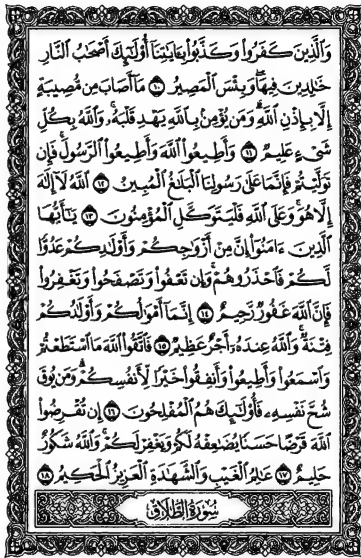 وَالَّذِينَ كَفَرُوا وَكَذَّبُوا بِآيَاتِنَا أُولَٰئِكَ أَصْحَابُ النَّارِ
خَالِدِينَ فِيهَا وَبِئْسَ الْمَصِيرُ ١٠ مَا أَصَابَ مِن مُّصِيبَةٍ
إِلَّا بِإِذْنِ اللَّهِ وَمَن يُؤْمِن بِاللَّهِ يَهْدِ قَلْبَهُ وَاللَّهُ بِكُلِّ
شَيْءٍ عَلِيمٌ ١١ وَأَطِيعُوا اللَّهَ وَأَطِيعُوا الرَّسُولَ فَإِن
تَوَلَّيْتُمْ فَإِنَّمَا عَلَىٰ رَسُولِنَا الْبَلَاغُ الْمُبِينُ ١٢ اللَّهُ لَا إِلَٰهَ
إِلَّا هُوَ وَعَلَى اللَّهِ فَلْيَتَوَكَّلِ الْمُؤْمِنُونَ ١٣ يَا أَيُّهَا
الَّذِينَ آمَنُوا إِنَّ مِنْ أَزْوَاجِكُمْ وَأَوْلَادِكُمْ عَدُوًّا
لَّكُمْ فَاحْذَرُوهُمْ وَإِن تَعْفُوا وَتَصْفَحُوا وَتَغْفِرُوا
فَإِنَّ اللَّهَ غَفُورٌ رَّحِيمٌ ١٤ إِنَّمَا أَمْوَالُكُمْ وَأَوْلَادُكُمْ
فِتْنَةٌ وَاللَّهُ عِندَهُ أَجْرٌ عَظِيمٌ ١٥ فَاتَّقُوا اللَّهَ مَا اسْتَطَعْتُمْ
وَاسْمَعُوا وَأَطِيعُوا وَأَنفِقُوا خَيْرًا لِّأَنفُسِكُمْ وَمَن يُوقَ
شُحَّ نَفْسِهِ فَأُولَٰئِكَ هُمُ الْمُفْلِحُونَ ١٦ إِن تُقْرِضُوا
اللَّهَ قَرْضًا حَسَنًا يُضَاعِفْهُ لَكُمْ وَيَغْفِرْ لَكُمْ وَاللَّهُ شَكُورٌ
حَلِيمٌ ١٧ عَالِمُ الْغَيْبِ وَالشَّهَادَةِ الْعَزِيزُ الْحَكِيمُ ١٨
سُورَةُ الطَّلَاقِ